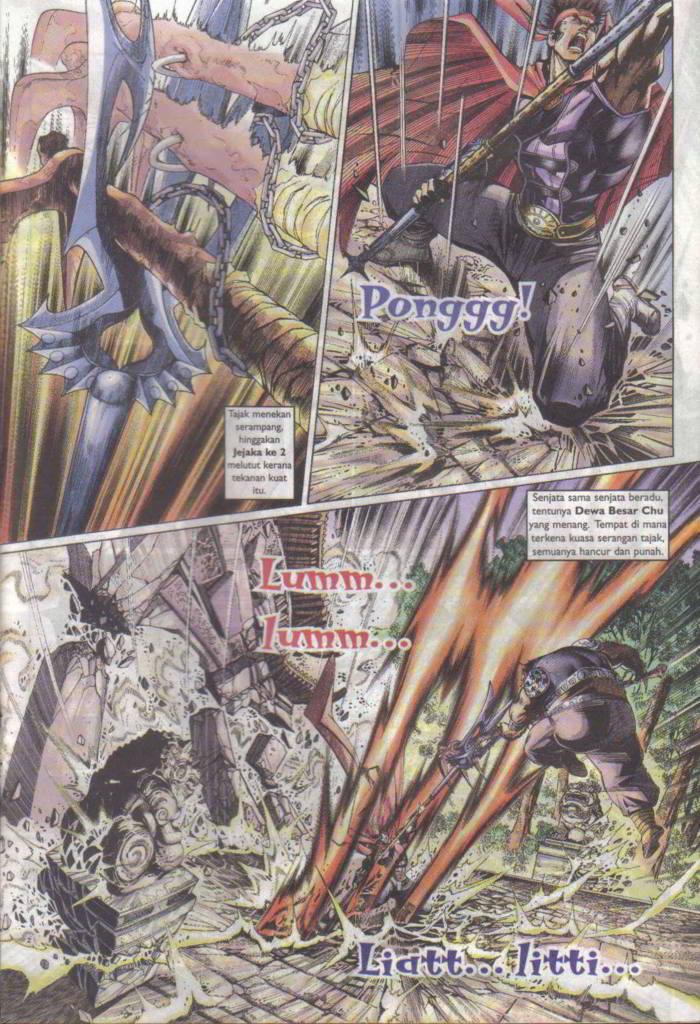 Ponggg!
Tajak menekan
serampang,
hinggakan
Jejaka ke 2
melutut kerana
tekanan kuat
itu.
Senjata sama senjata beradu,
tentunya Dewa Besar Chu
yang menang. Tempat di mana
terkena kuasa serangan tajak,
semuanya hancur dan punah.
Lumm...
lumm...
Liatt... litti...